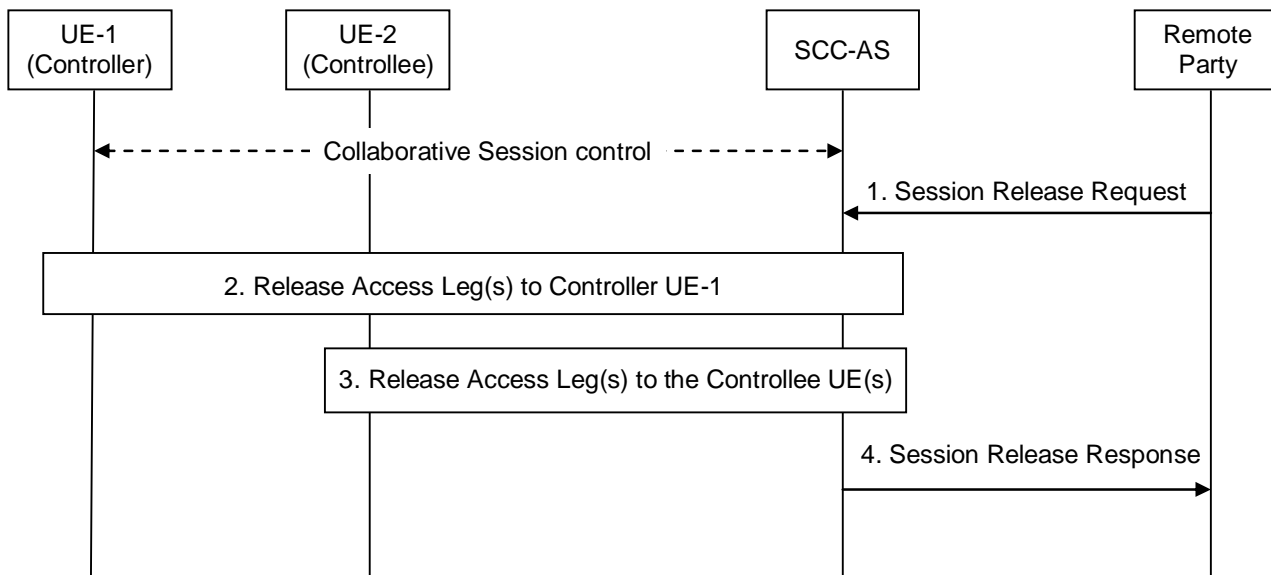 UE-1
(Controller)
UE-2
(Controllee)
SCC-AS
Remote
Party
Collaborative Session control
1. Session Release Request
2. Release Access Leg(s) to Controller UE-1
3. Release Access Leg(s) to the Controllee UE(s)
4. Session Release Response